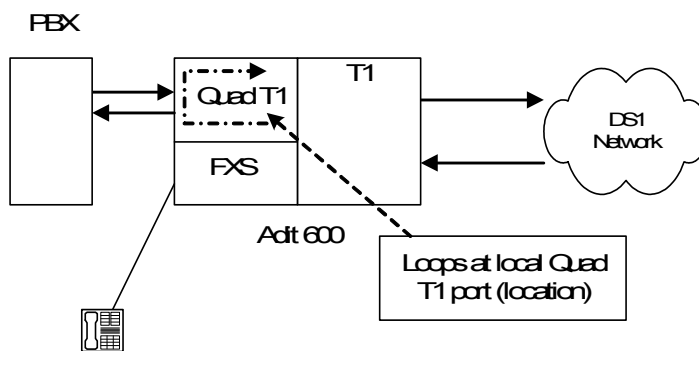 PBX
T1
Quad T1
FXS
DS1
Network
Adit 600
Loops at local Quad
T1 port (location)